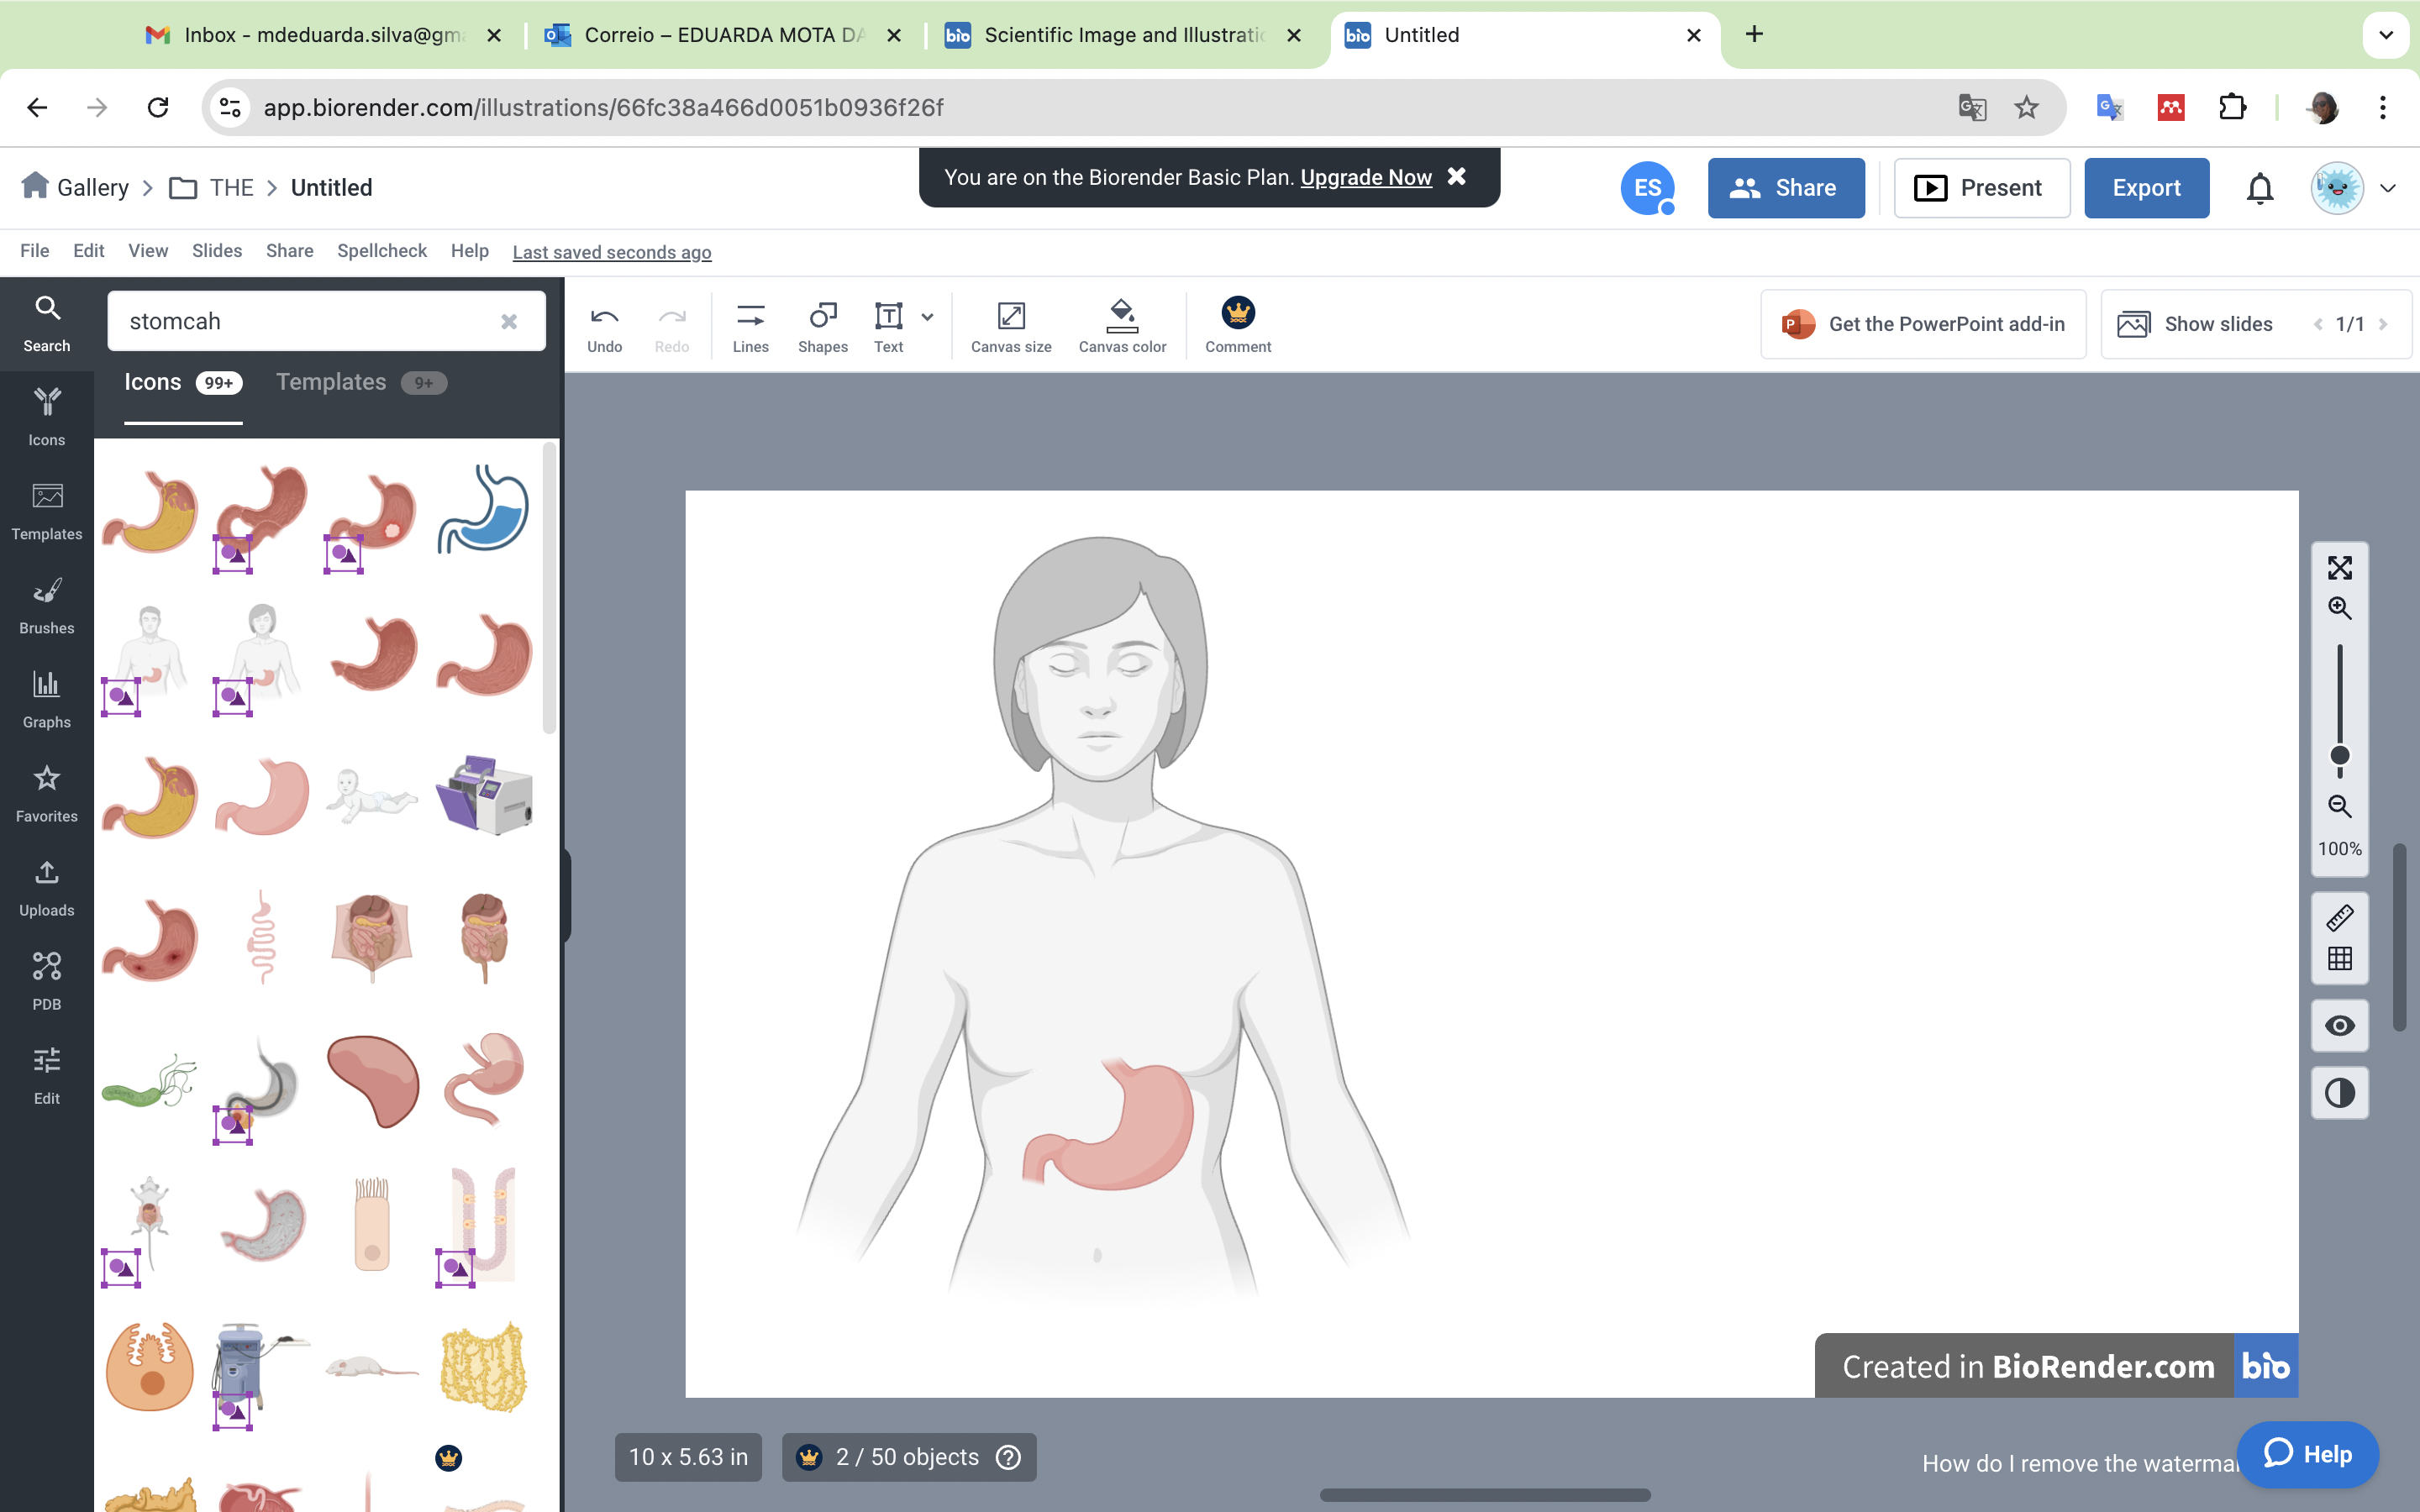 Inbox - mdeduarda.silva@gma
Correio – EDUARDA MOTA DA
bio
Scientific Image and Illustratio
bio
Untitled
app.biorender.com/illustrations/66fc38a466d0051b0936f26f
Gallery > THE > Untitled
You are on the Biorender Basic Plan. Upgrade Now
ES
Share
Present
Export
File Edit View Slides Share Spellcheck Help Last saved seconds ago
Search
stomcah
Undo
Redo
Lines
Shapes
Text
Canvas size
Canvas color
Comment
Get the PowerPoint add-in
Show slides
1/1
Icons 99+
Templates 9+
Icons
Templates
Brushes
Graphs
Favorites
Uploads
PDB
Edit
100%
Created in BioRender.com bio
10 x 5.63 in
2 / 50 objects
How do I remove the waterma
Help